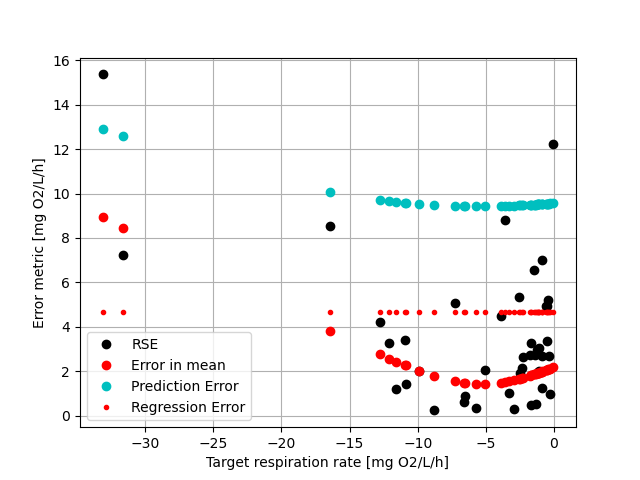 16
14
12
10
8
6
4
2
0
Error metric [mg O2/L/h]
RSE
Error in mean
Prediction Error
Regression Error
−30
−25
−20
−15
−10
−5
0
Target respiration rate [mg O2/L/h]